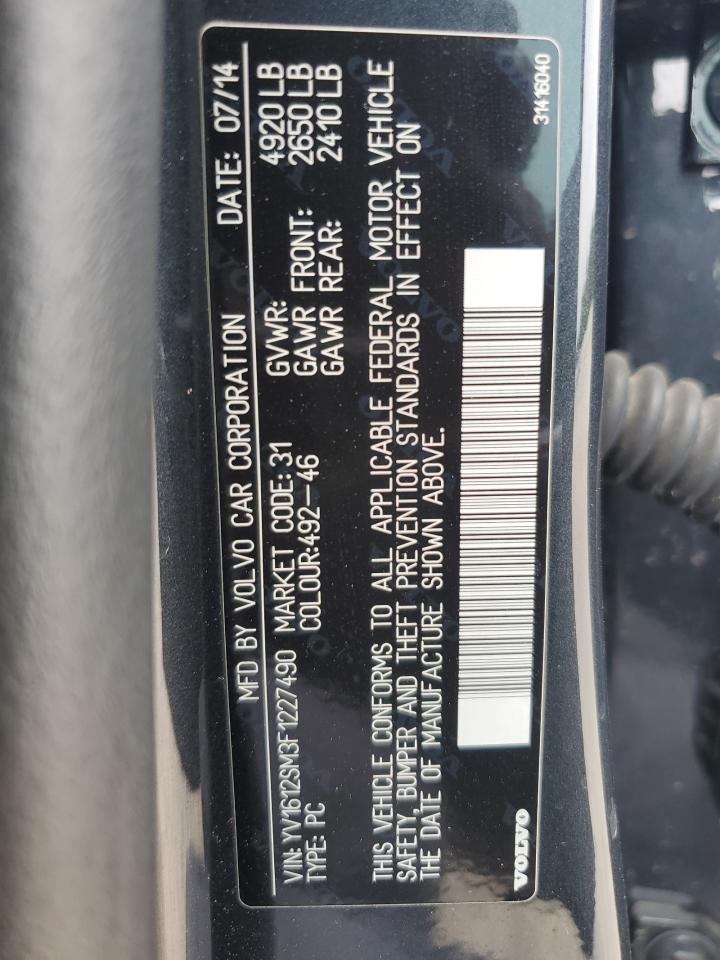 MFD BY VOLVO CAR CORPORATION DATE: 07/14
VIN: YV1612SM3F1227490 MARKET CODE: 31 GVWR: 4920 LB
TYPE: PC COLOUR:492-46 GAWR FRONT: 2650 LB
GAWR REAR: 2410 LB
THIS VEHICLE CONFORMS TO ALL APPLICABLE FEDERAL MOTOR VEHICLE
SAFETY, BUMPER AND THEFT PREVENTION STANDARDS IN EFFECT ON
THE DATE OF MANUFACTURE SHOWN ABOVE.
VOLVO 31416040